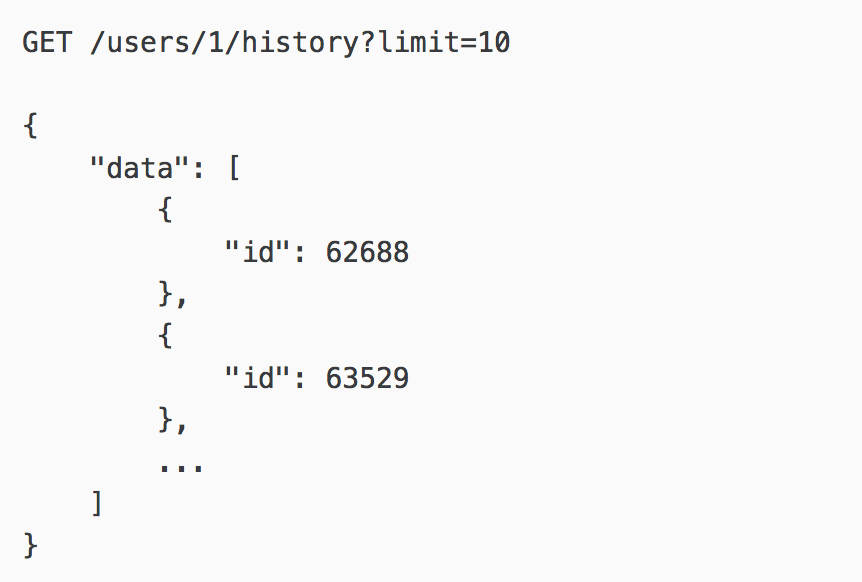 GET /users/1/history?limit=10
{
"data": [
{
"id": 62688
},
{
"id": 63529
},
...
]
}